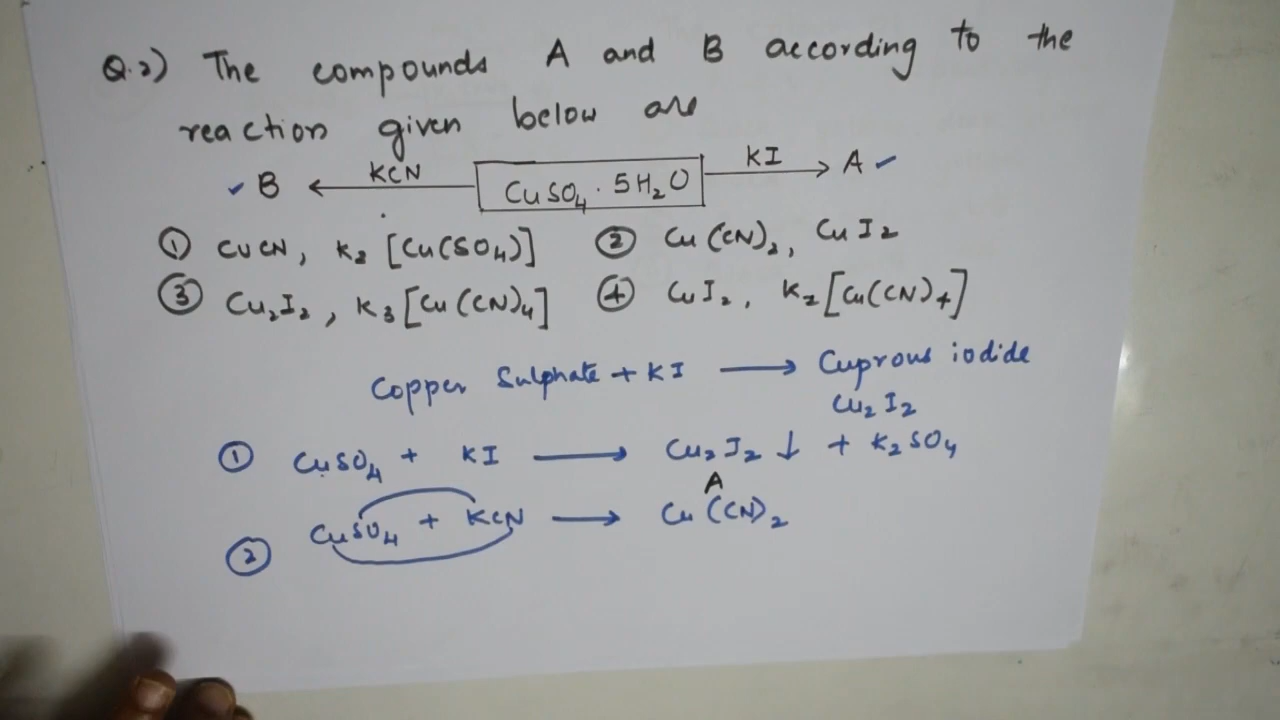 Q.2) The compounds A and B according to the
reaction given below are
✓ B ← KCN CuSO₄ · 5H₂O KI → A ✓
① CuCN, K₂ [Cu(SO₄)] ② Cu(CN)₂, CuI₂
③ Cu₂I₂, K₃[Cu(CN)₄] ④ CuI₂, K₂[Cu(CN)₄]
Copper Sulphate + KI → Cuprous iodide
Cu₂I₂
① CuSO₄ + KI → Cu₂I₂ ↓ + K₂SO₄
A
② CuSO₄ + KCN → Cu(CN)₂